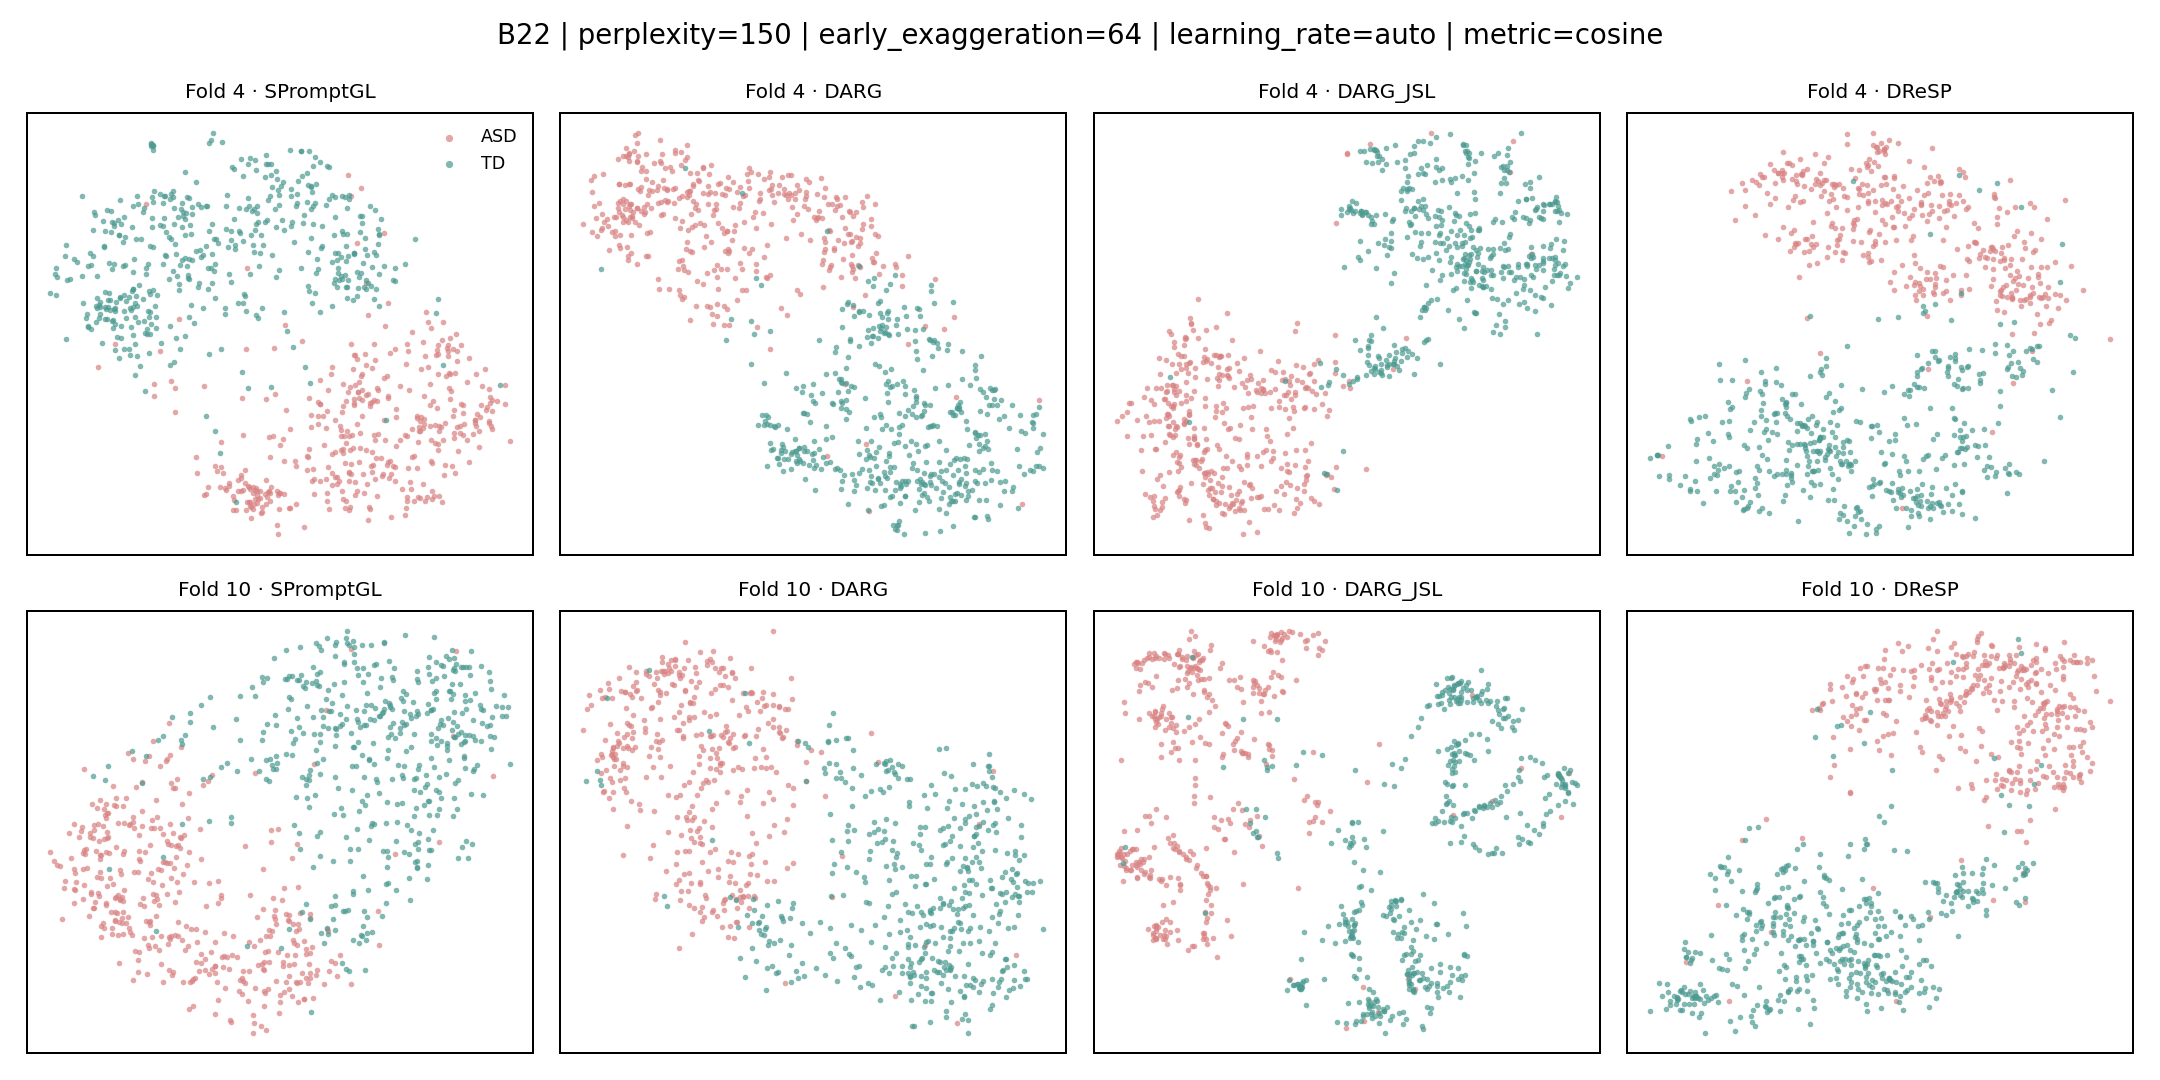 B22 | perplexity=150 | early_exaggeration=64 | learning_rate=auto | metric=cosine
Fold 4 · SPromptGL
Fold 4 · DARG
Fold 4 · DARG_JSL
Fold 4 · DReSP
ASD
TD
Fold 10 · SPromptGL
Fold 10 · DARG
Fold 10 · DARG_JSL
Fold 10 · DReSP